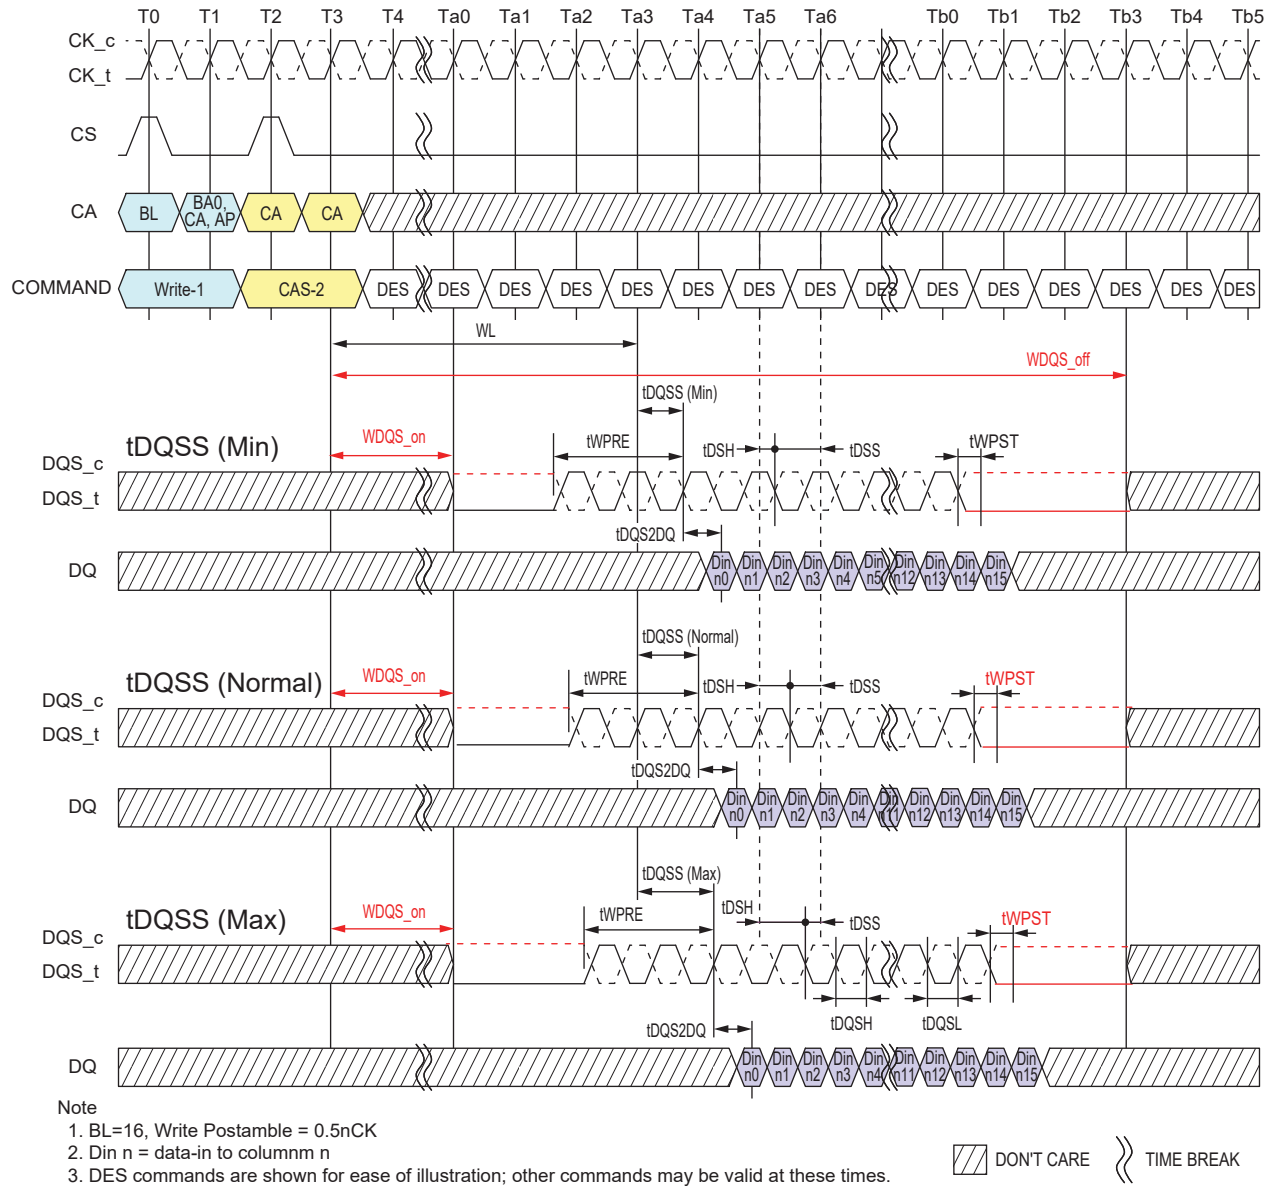 T0 T1 T2 T3 T4 Ta0 Ta1 Ta2 Ta3 Ta4 Ta5 Ta6 Tb0 Tb1 Tb2 Tb3 Tb4 Tb5
CK_c
CK_t
CS
CA BL BA0, CA, AP CA CA
COMMAND Write-1 CAS-2 DES DES DES DES DES DES DES DES DES DES DES DES DES DES DES
WL
WDQS_off
tDQSS (Min)
tDQSS (Min) WDQS_on tWPRE tDSH tDSS tWPST
DQS_c
DQS_t
tDQS2DQ
DQ Din n0 Din n1 Din n2 Din n3 Din n4 Din n5 Din n12 Din n13 Din n14 Din n15
tDQSS (Normal)
tDQSS (Normal) WDQS_on tWPRE tDSH tDSS tWPST
DQS_c
DQS_t
tDQS2DQ
DQ Din n0 Din n1 Din n2 Din n3 Din n4 Din n11 Din n12 Din n13 Din n14 Din n15
tDQSS (Max)
tDQSS (Max) WDQS_on tWPRE tDSH tDSS tWPST
DQS_c
DQS_t
tDQSH tDQSL
tDQS2DQ
DQ Din n0 Din n1 Din n2 Din n3 Din n4 Din n11 Din n12 Din n13 Din n14 Din n15
Note
1. BL=16, Write Postamble = 0.5nCK
2. Din n = data-in to columnm n
3. DES commands are shown for ease of illustration; other commands may be valid at these times.
DON'T CARE TIME BREAK